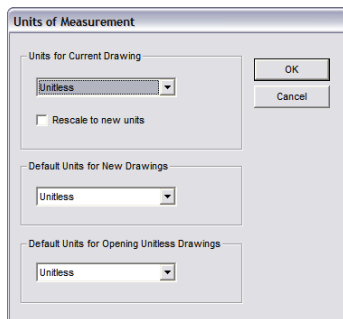 Units of Measurement
Units for Current Drawing
Unitless
Rescale to new units
OK
Cancel
Default Units for New Drawings
Unitless
Default Units for Opening Unitless Drawings
Unitless